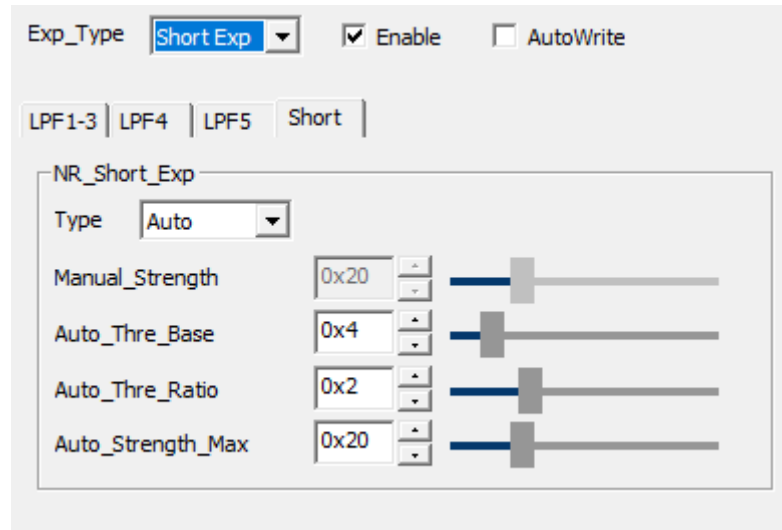 Exp_Type Short Exp Enable AutoWrite
LPF1-3 LPF4 LPF5 Short
NR_Short_Exp
Type Auto
Manual_Strength 0x20
Auto_Thre_Base 0x4
Auto_Thre_Ratio 0x2
Auto_Strength_Max 0x20